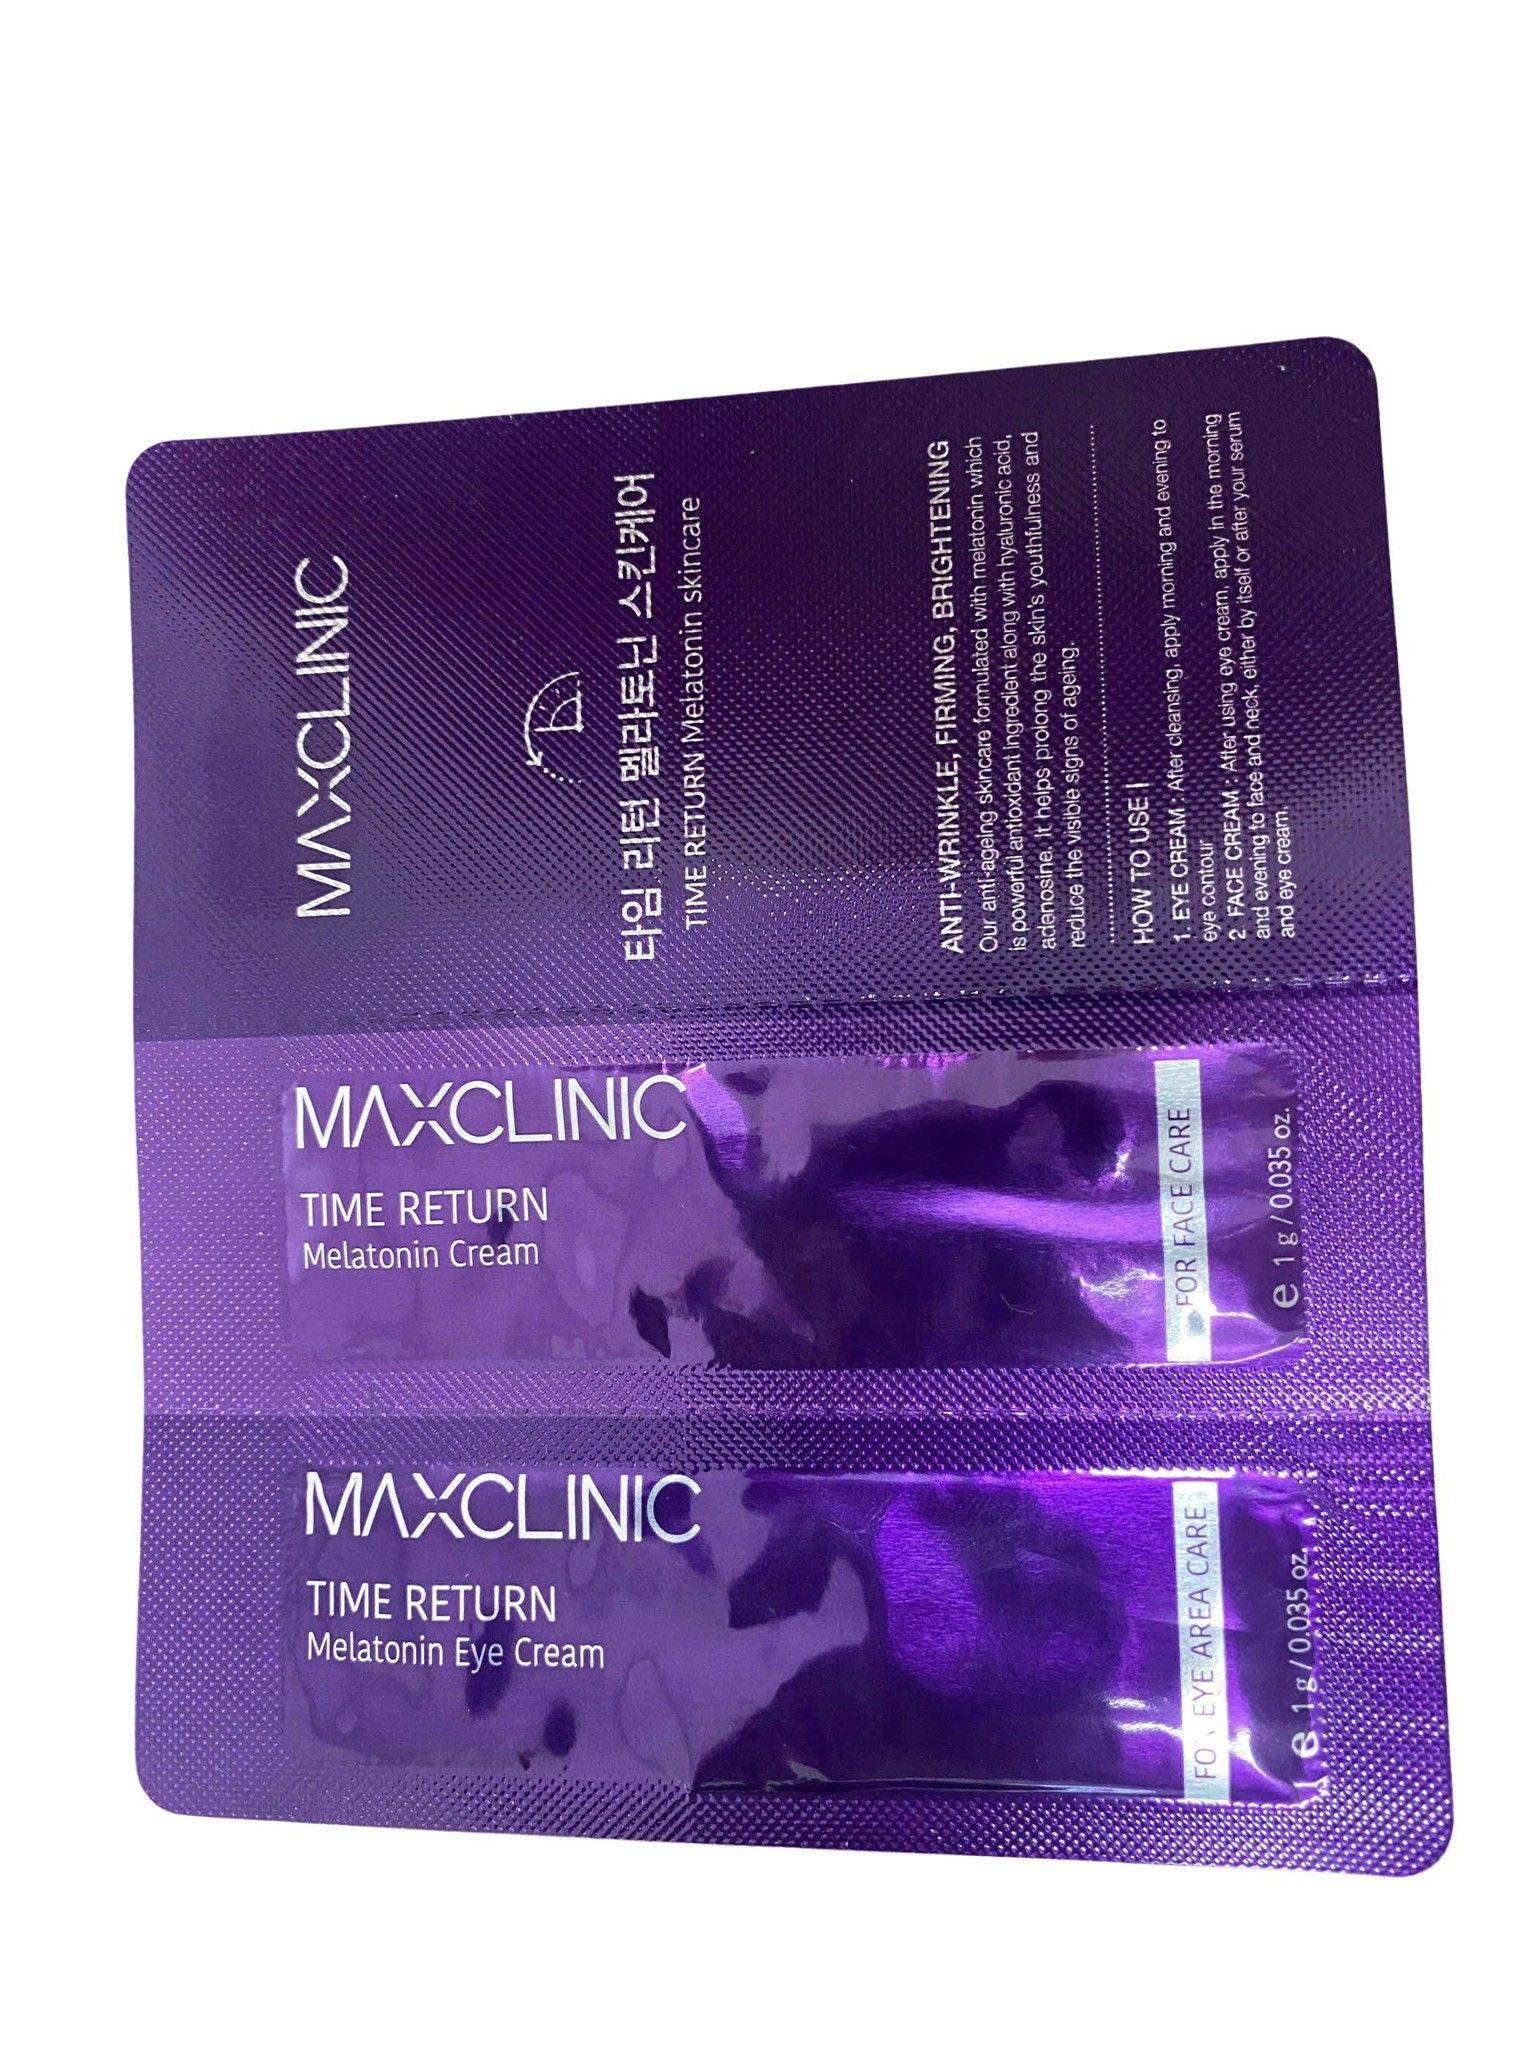 MAXCLINIC
타임 리턴 멜라토닌 스킨케어
TIME RETURN Melatonin skincare
ANTI-WRINKLE, FIRMING, BRIGHTENING
Our anti-ageing skincare formulated with melatonin which
is powerful antioxidant ingredient along with hyaluronic acid,
adenosine. It helps prolong the skin's youthfulness and
reduce the visible signs of ageing.
HOW TO USE |
1. EYE CREAM : After cleansing, apply morning and evening to
eye contour
2. FACE CREAM : After using eye cream, apply in the morning
and evening to face and neck, either by itself or after your serum
and eye cream.
MAXCLINIC
TIME RETURN
Melatonin Cream
FOR FACE CARE
e 1 g / 0.035 oz.
MAXCLINIC
TIME RETURN
Melatonin Eye Cream
FOR EYE AREA CARE
e 1 g / 0.035 oz.